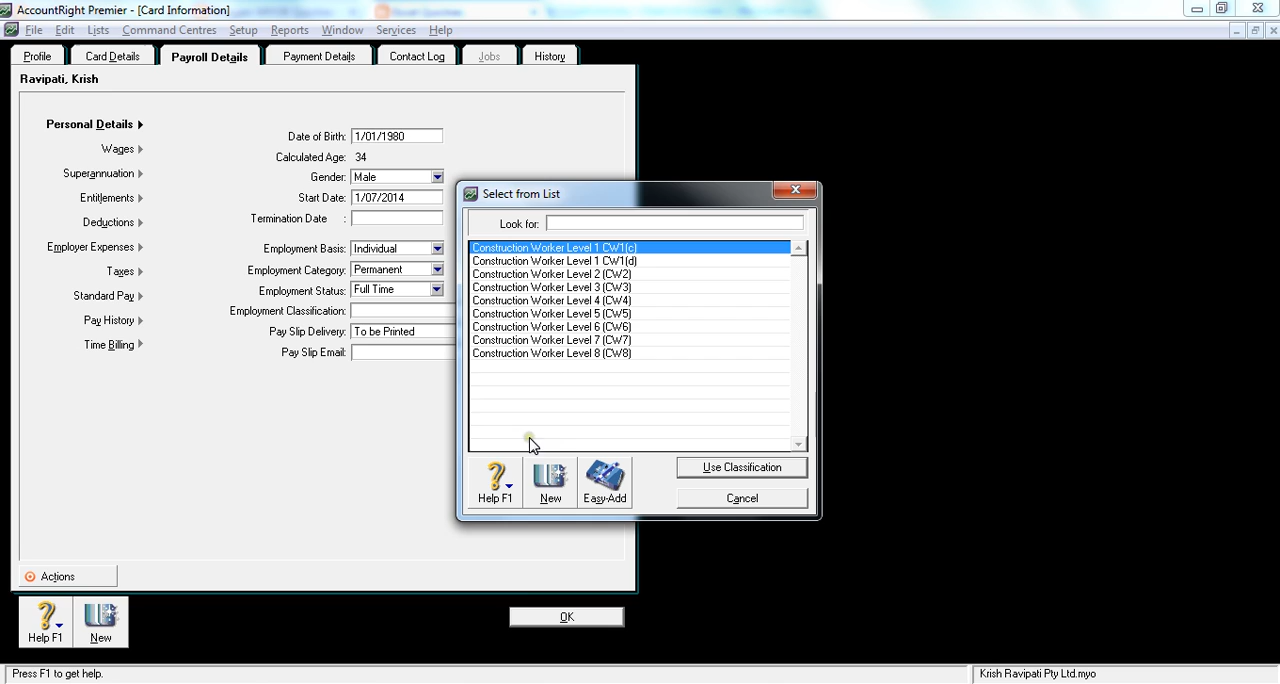 AccountRight Premier - [Card Information]
File Edit Lists Command Centres Setup Reports Window Services Help
Profile Card Details Payroll Details Payment Details Contact Log Jobs History
Ravipati, Krish
Personal Details
Wages
Superannuation
Entitlements
Deductions
Employer Expenses
Taxes
Standard Pay
Pay History
Time Billing
Date of Birth: 1/01/1980
Calculated Age: 34
Gender: Male
Start Date: 1/07/2014
Termination Date :
Employment Basis: Individual
Employment Category: Permanent
Employment Status: Full Time
Employment Classification:
Pay Slip Delivery: To be Printed
Pay Slip Email:
Select from List
Look for:
Construction Worker Level 1 CW1(c)
Construction Worker Level 1 CW1(d)
Construction Worker Level 2 (CW2)
Construction Worker Level 3 (CW3)
Construction Worker Level 4 (CW4)
Construction Worker Level 5 (CW5)
Construction Worker Level 6 (CW6)
Construction Worker Level 7 (CW7)
Construction Worker Level 8 (CW8)
Help F1 New Easy-Add
Use Classification
Cancel
Actions
Help F1 New
OK
Press F1 to get help.
Krish Ravipati Pty Ltd.myo